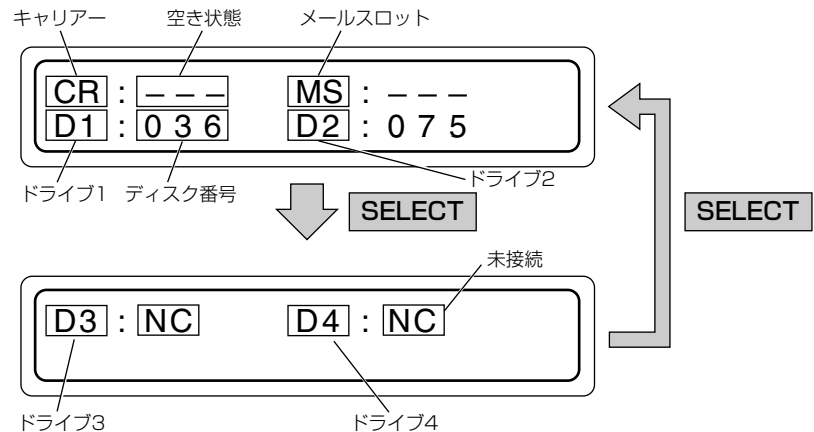 キャリアー 空き状態 メールスロット
CR : – – – MS : – – –
D1 : 0 3 6 D2 : 0 7 5
ドライブ1 ディスク番号 ドライブ2
SELECT SELECT
未接続
D3 : NC D4 : NC
ドライブ3 ドライブ4